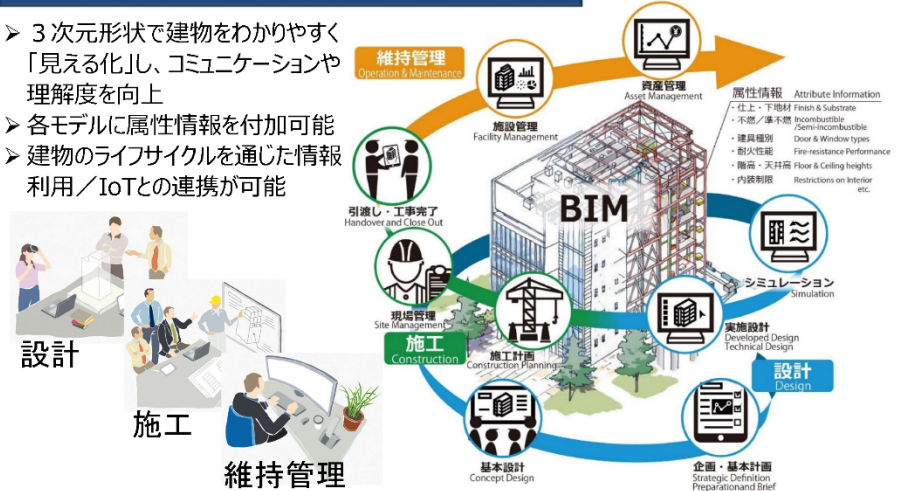 ➢ 3次元形状で建物をわかりやすく
「見える化」し、コミュニケーションや
理解度を向上
➢ 各モデルに属性情報を付加可能
➢ 建物のライフサイクルを通じた情報
利用／IoTとの連携が可能
設計
施工
維持管理
維持管理
Operation & Maintenance
資産管理
Asset Management
施設管理
Facility Management
属性情報 Attribute Information
・仕上・下地材 Finish & Substrate
・不燃／準不燃 Incombustible
/Semi-incombustible
・建具種別 Door & Window types
・耐火性能 Fire-resistance Performance
・階高・天井高 Floor & Ceiling heights
・内装制限 Restrictions on Interior
etc.
引渡し・工事完了
Handover and Close Out
BIM
シミュレーション
Simulation
現場管理
Site Management
施工
Construction
施工計画
Construction Planning
実施設計
Developed Design
Technical Design
設計
Design
基本設計
Concept Design
企画・基本計画
Strategic Definition
Preparationand Brief